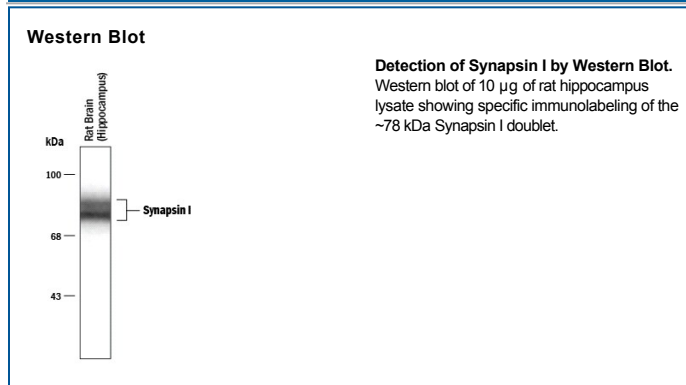 Western Blot
Detection of Synapsin I by Western Blot.
Western blot of 10 µg of rat hippocampus
lysate showing specific immunolabeling of the
~78 kDa Synapsin I doublet.
Rat Brain
(Hippocampus)
kDa
100
Synapsin I
68
43